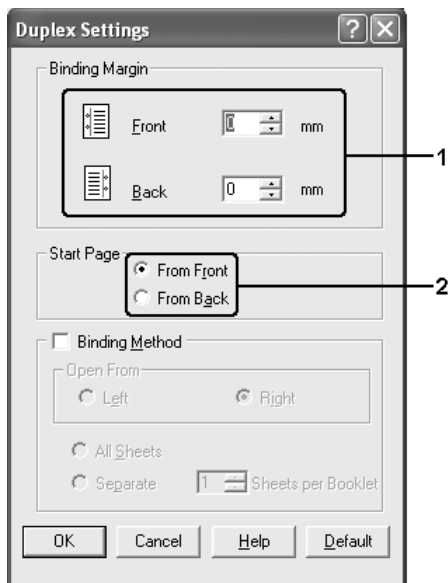 Duplex Settings
Binding Margin
Front 0 mm
1
Back 0 mm
Start Page
From Front
2
From Back
Binding Method
Open From
Left Right
All Sheets
Separate 1 Sheets per Booklet
OK Cancel Help Default